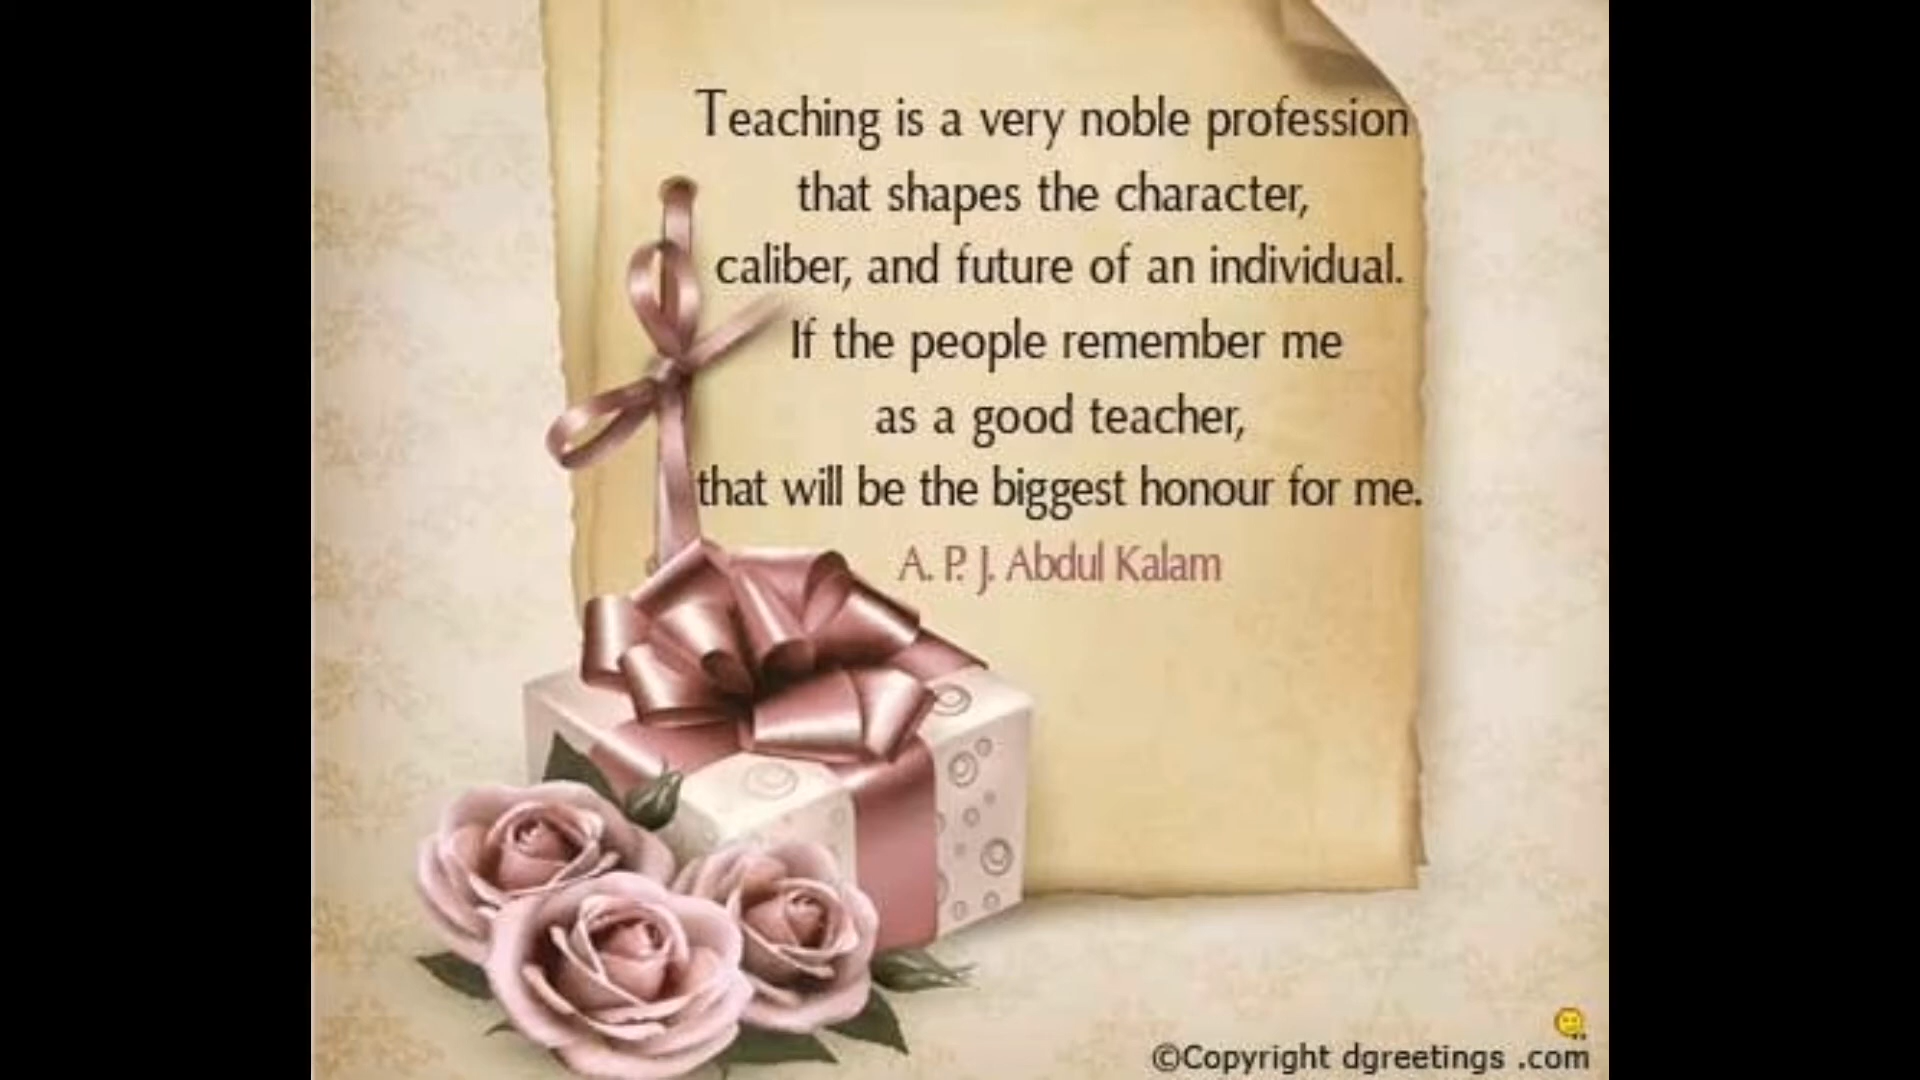 Teaching is a very noble profession
that shapes the character,
caliber, and future of an individual.
If the people remember me
as a good teacher,
that will be the biggest honour for me.
A. P. J. Abdul Kalam
©Copyright dgreetings .com